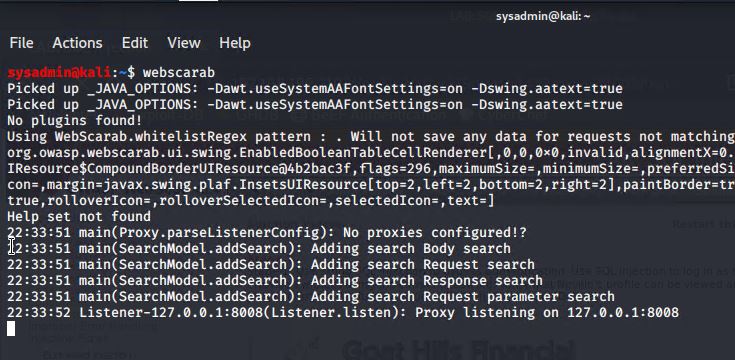 sysadmin@kali: ~
File Actions Edit View Help
sysadmin@kali:~$ webscarab
Picked up _JAVA_OPTIONS: -Dawt.useSystemAAFontSettings=on -Dswing.aatext=true
Picked up _JAVA_OPTIONS: -Dawt.useSystemAAFontSettings=on -Dswing.aatext=true
No plugins found!
Using WebScarab.whitelistRegex pattern : . Will not save any data for requests not matching
org.owasp.webscarab.ui.swing.EnabledBooleanTableCellRenderer[,0,0,0×0,invalid,alignmentX=0.
IResource$CompoundBorderUIResource@4b2bac3f,flags=296,maximumSize=,minimumSize=,preferredSi
con=,margin=javax.swing.plaf.InsetsUIResource[top=2,left=2,bottom=2,right=2],paintBorder=tr
true,rolloverIcon=,rolloverSelectedIcon=,selectedIcon=,text=]
Help set not found
22:33:51 main(Proxy.parseListenerConfig): No proxies configured!?
22:33:51 main(SearchModel.addSearch): Adding search Body search
22:33:51 main(SearchModel.addSearch): Adding search Request search
22:33:51 main(SearchModel.addSearch): Adding search Response search
22:33:51 main(SearchModel.addSearch): Adding search Request parameter search
22:33:52 Listener-127.0.0.1:8008(Listener.listen): Proxy listening on 127.0.0.1:8008
Goat Hills Financial